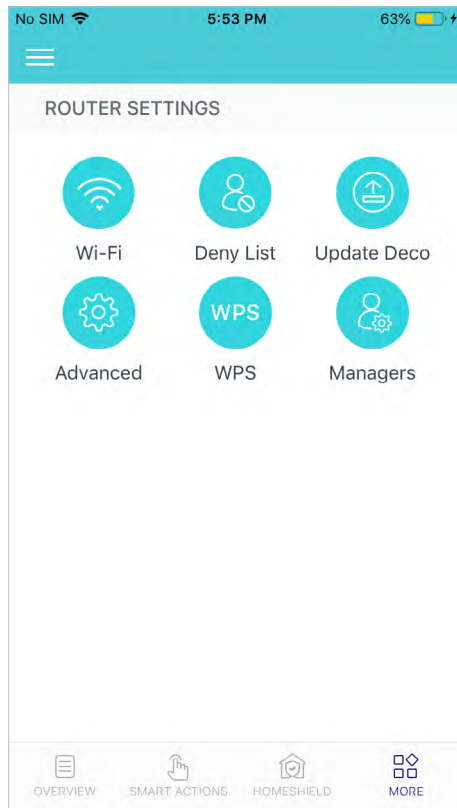 No SIM 5:53 PM 63%
ROUTER SETTINGS
Wi-Fi Deny List Update Deco
WPS
Advanced WPS Managers
OVERVIEW SMART ACTIONS HOMESHIELD MORE